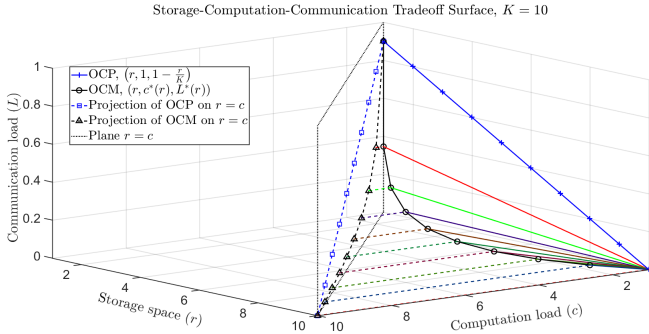 Storage-Computation-Communication Tradeoff Surface, K = 10
OCP, (r, 1, 1 − r/K)
OCM, (r, c*(r), L*(r))
Projection of OCP on r = c
Projection of OCM on r = c
Plane r = c
Communication load (L)
1
0.8
0.6
0.4
0.2
0
2
4
6
8
10
Storage space (r)
10
8
6
4
2
Computation load (c)